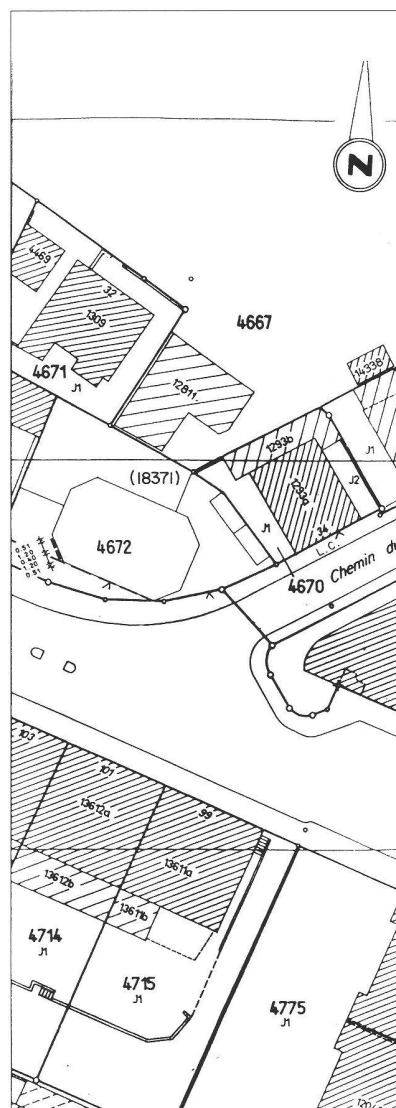 N
4469
32
1309
4667
4671
J1
12811
14338
(18371)
1293b
J1
1293a
J2
4672
J1
34
L.C.
4670
Chemin du
103
101
13612a
99
13611a
13612b
13611b
4714
J1
4715
J1
4775
J1